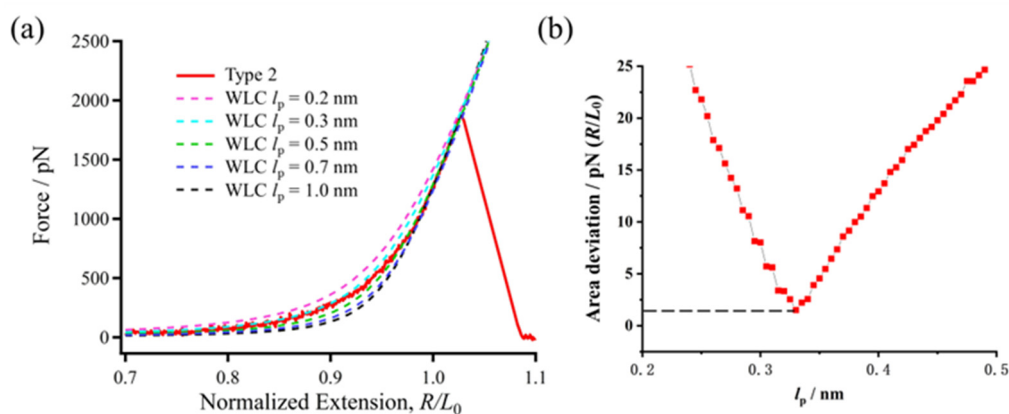 (a)
2500
2000
1500
1000
500
0
Force / pN
Type 2
WLC lp = 0.2 nm
WLC lp = 0.3 nm
WLC lp = 0.5 nm
WLC lp = 0.7 nm
WLC lp = 1.0 nm
0.7 0.8 0.9 1.0 1.1
Normalized Extension, R/L0
(b)
25
20
15
10
5
0
Area deviation / pN (R/L0)
0.2 0.3 0.4 0.5
lp / nm